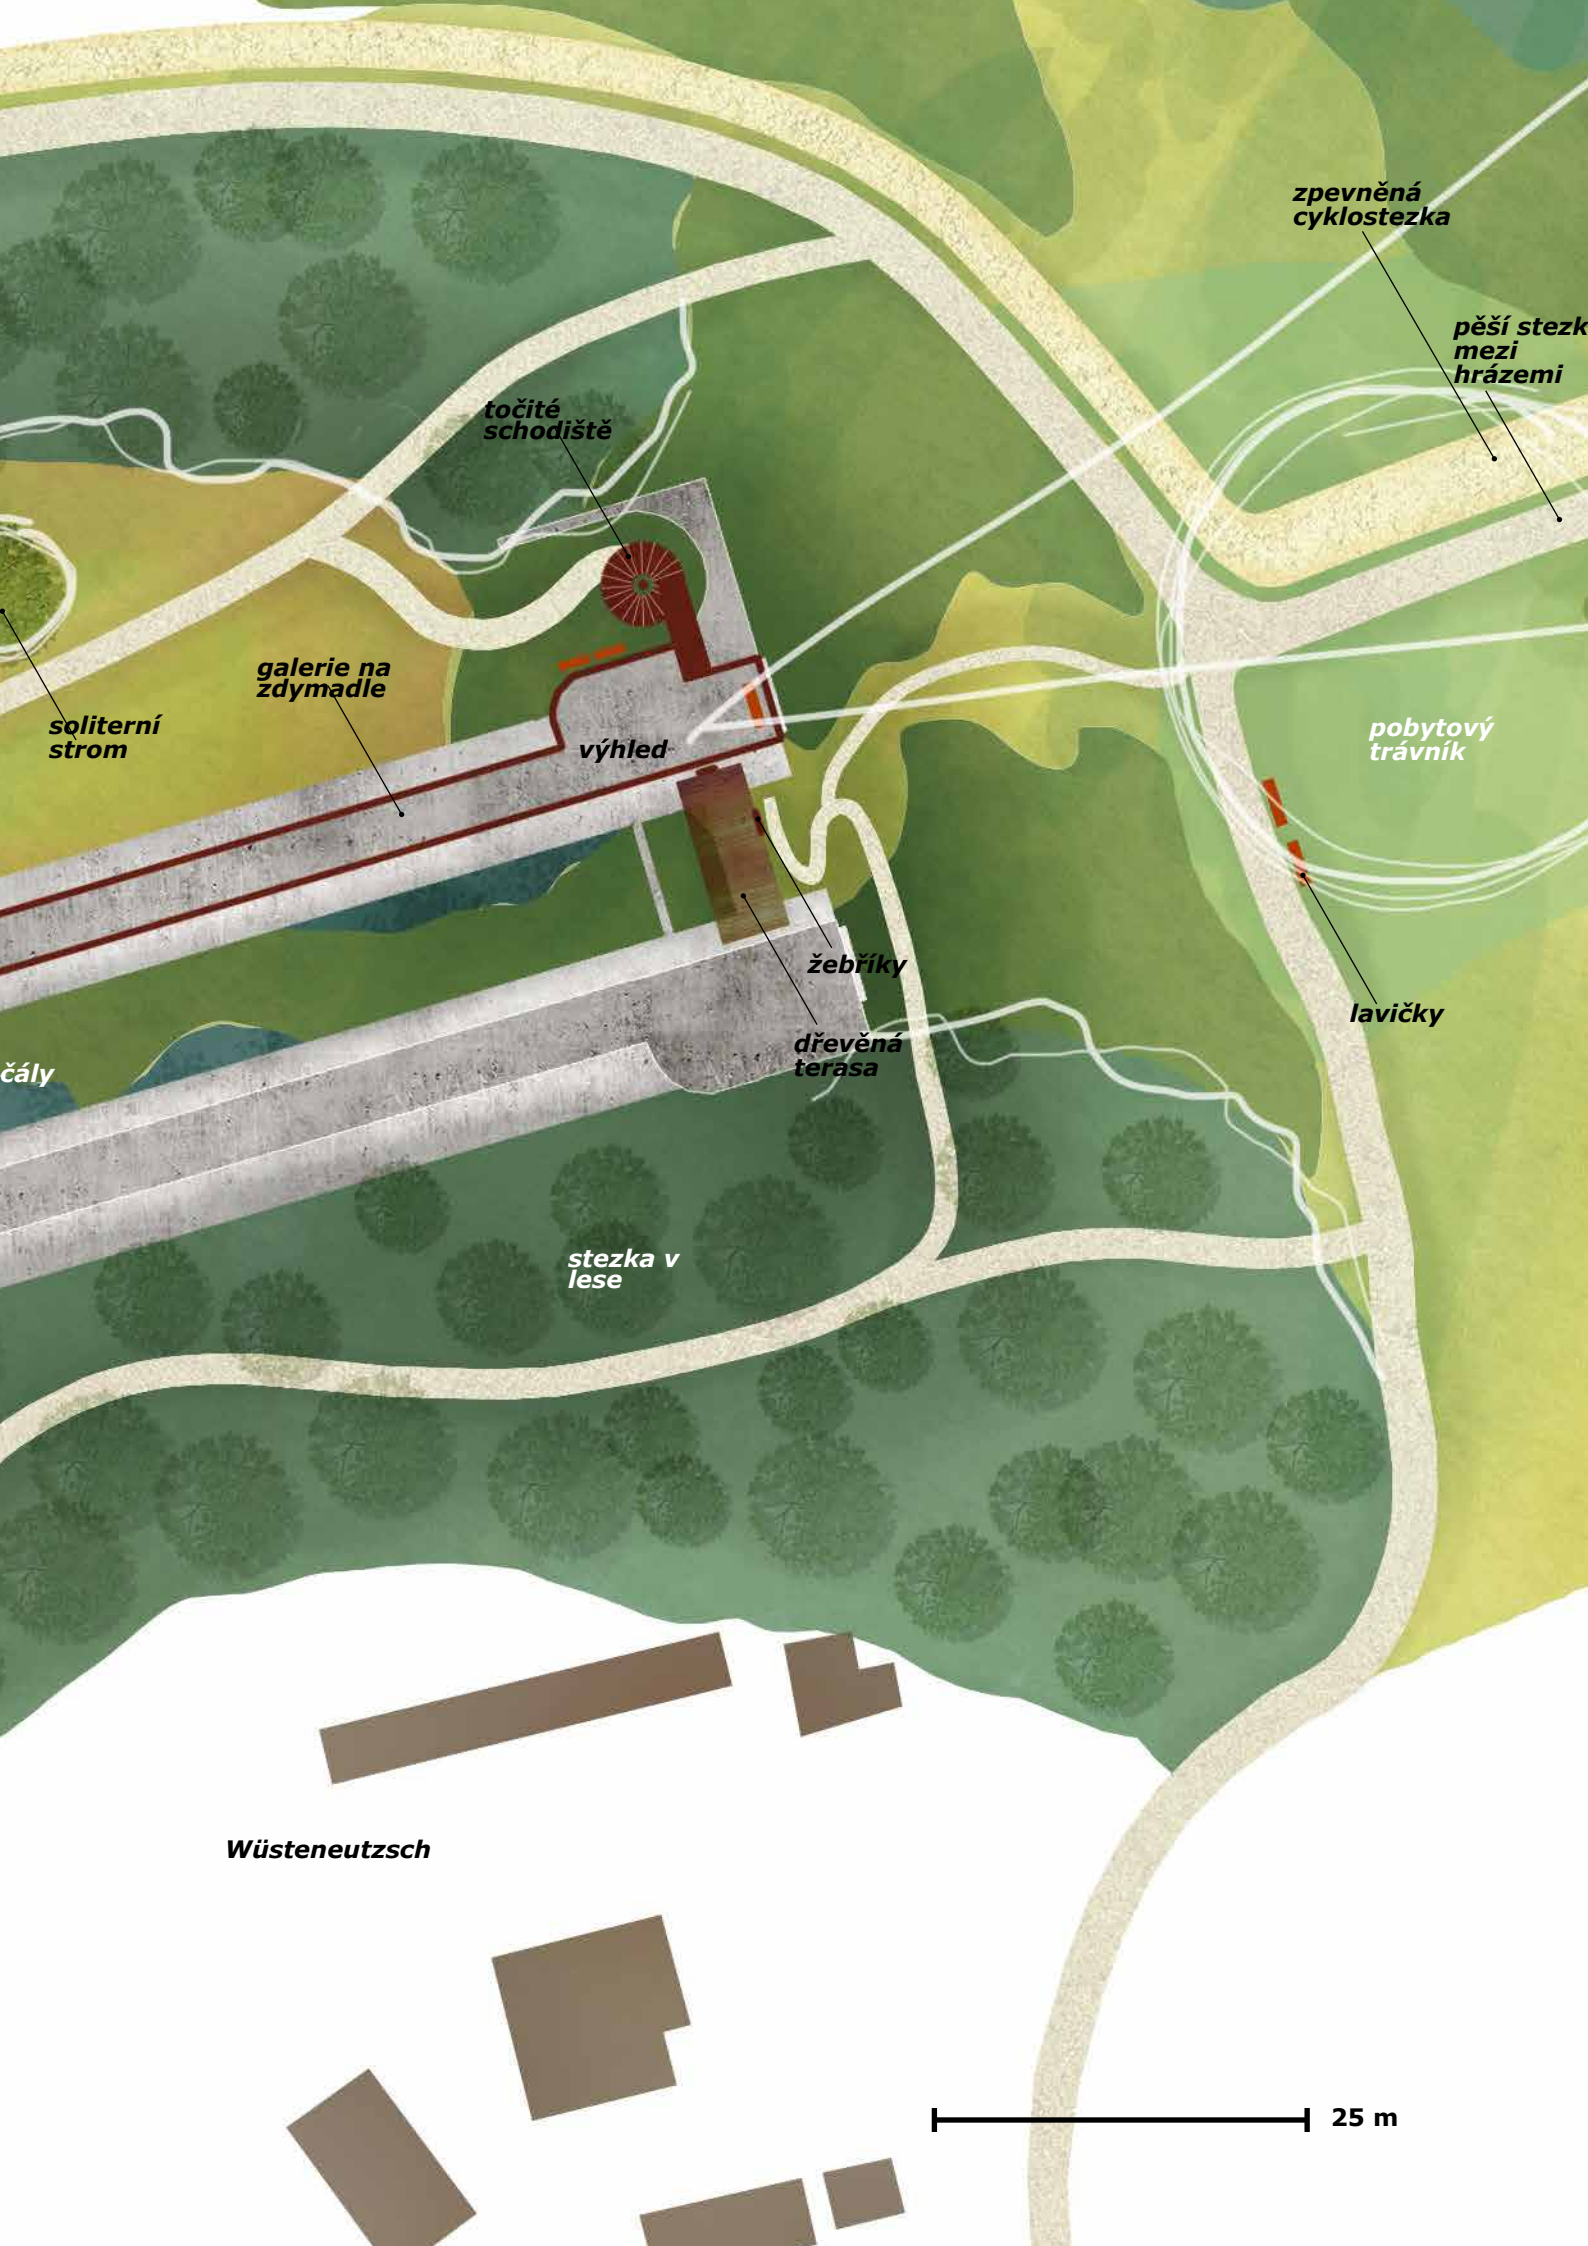 zpevněná
cyklostezka
pěší stezk
mezi
hrázemi
točité
schodiště
galerie na
zdymadle
soliterní
strom
výhled
pobytový
trávník
žebříky
lavičky
dřevěná
terasa
čály
stezka v
lese
Wüsteneutzsch
25 m